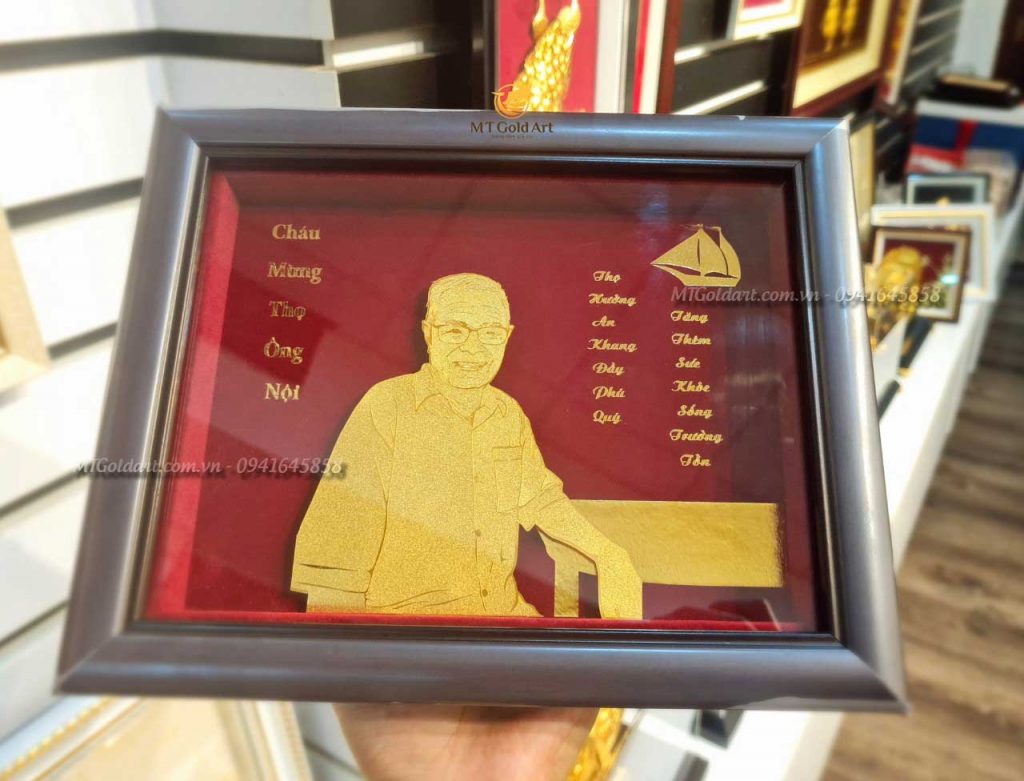 MT Gold Art
Cháu
Mừng
Thọ
Ông
Nội
Thọ
Hưởng
An
Khang
Đầy
Phú
Quý
MTGoldart.com.vn - 0941645858
Tăng
Thêm
Sức
Khỏe
Sống
Trường
Tồn
MTGoldart.com.vn - 0941645858